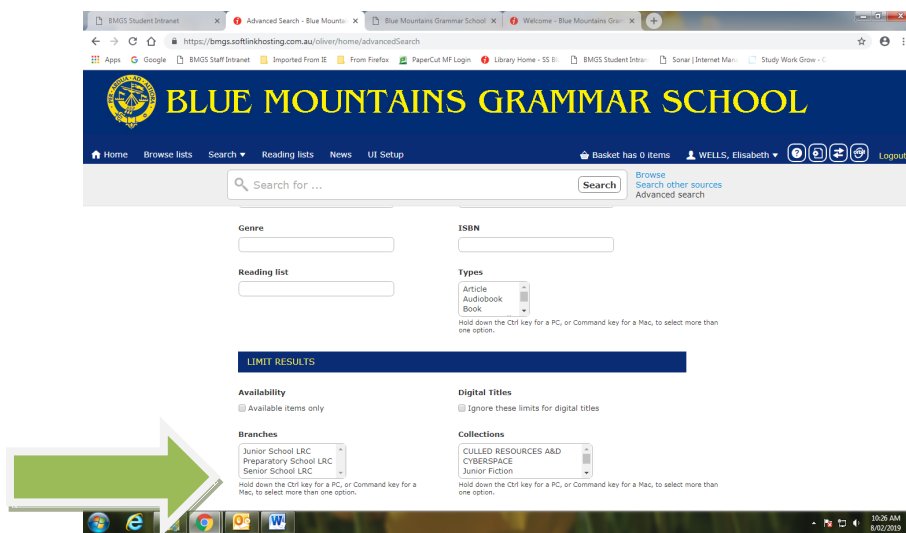 BMGS Student Intranet
Advanced Search - Blue Mountai
Blue Mountains Grammar School
Welcome - Blue Mountains Gram
https://bmgs.softlinkhosting.com.au/oliver/home/advancedSearch
Apps Google BMGS Staff Intranet Imported From IE From Firefox PaperCut MF Login Library Home - SS Bl BMGS Student Intran Sonar | Internet Man Study Work Grow - C
BLUE MOUNTAINS GRAMMAR SCHOOL
Home Browse lists Search Reading lists News UI Setup Basket has 0 items WELLS, Elisabeth Logout
Search for ... Search
Browse
Search other sources
Advanced search
Genre ISBN
Reading list Types
Article
Audiobook
Book
Hold down the Ctrl key for a PC, or Command key for a Mac, to select more than
one option.
LIMIT RESULTS
Availability Digital Titles
Available items only Ignore these limits for digital titles
Branches Collections
Junior School LRC CULLED RESOURCES A&D
Preparatory School LRC CYBERSPACE
Senior School LRC Junior Fiction
Hold down the Ctrl key for a PC, or Command key for a Hold down the Ctrl key for a PC, or Command key for a Mac, to select more than
Mac, to select more than one option. one option.
10:26 AM
8/02/2019